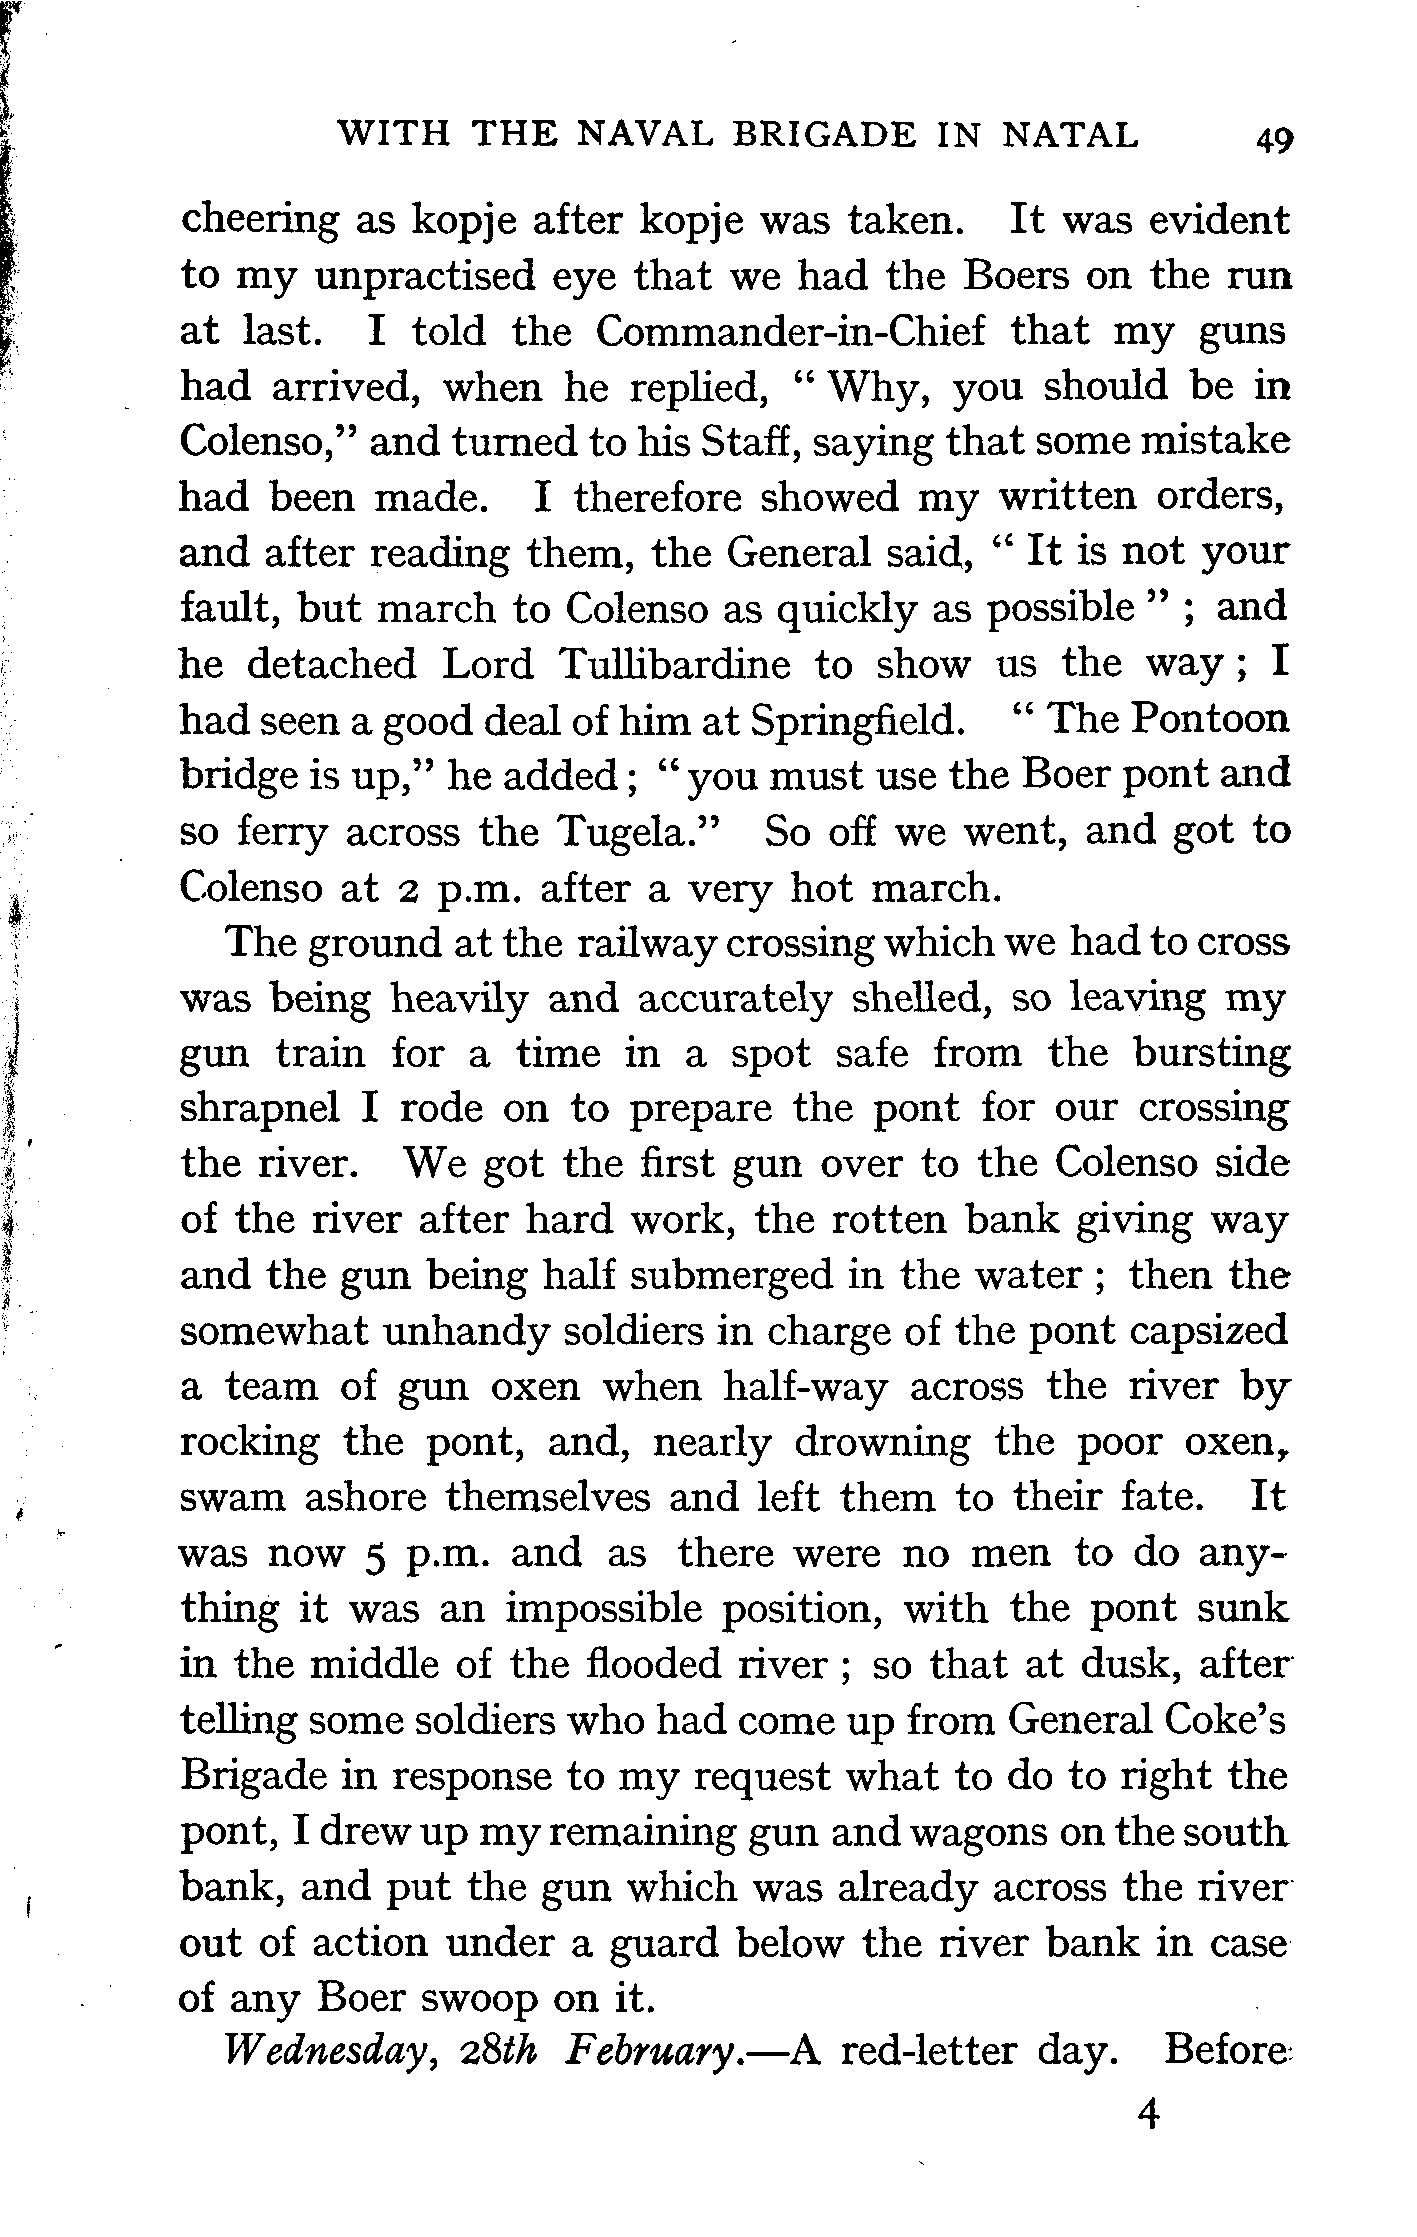 WITH THE NAVAL BRIGADE IN NATAL 49
cheering as kopje after kopje was taken. It was evident
to my unpractised eye that we had the Boers on the run
at last. I told the Commander-in-Chief that my guns
had arrived, when he replied, “ Why, you should be in
Colenso,” and turned to his Staff, saying that some mistake
had been made. I therefore showed my written orders,
and after reading them, the General said, “ It is not your
fault, but march to Colenso as quickly as possible ” ; and
he detached Lord Tullibardine to show us the way ; I
had seen a good deal of him at Springfield. “ The Pontoon
bridge is up,” he added ; “ you must use the Boer pont and
so ferry across the Tugela.” So off we went, and got to
Colenso at 2 p.m. after a very hot march.
The ground at the railway crossing which we had to cross
was being heavily and accurately shelled, so leaving my
gun train for a time in a spot safe from the bursting
shrapnel I rode on to prepare the pont for our crossing
the river. We got the first gun over to the Colenso side
of the river after hard work, the rotten bank giving way
and the gun being half submerged in the water ; then the
somewhat unhandy soldiers in charge of the pont capsized
a team of gun oxen when half-way across the river by
rocking the pont, and, nearly drowning the poor oxen,
swam ashore themselves and left them to their fate. It
was now 5 p.m. and as there were no men to do any-
thing it was an impossible position, with the pont sunk
in the middle of the flooded river ; so that at dusk, after
telling some soldiers who had come up from General Coke’s
Brigade in response to my request what to do to right the
pont, I drew up my remaining gun and wagons on the south
bank, and put the gun which was already across the river
out of action under a guard below the river bank in case
of any Boer swoop on it.
Wednesday, 28th February.—A red-letter day. Before
4